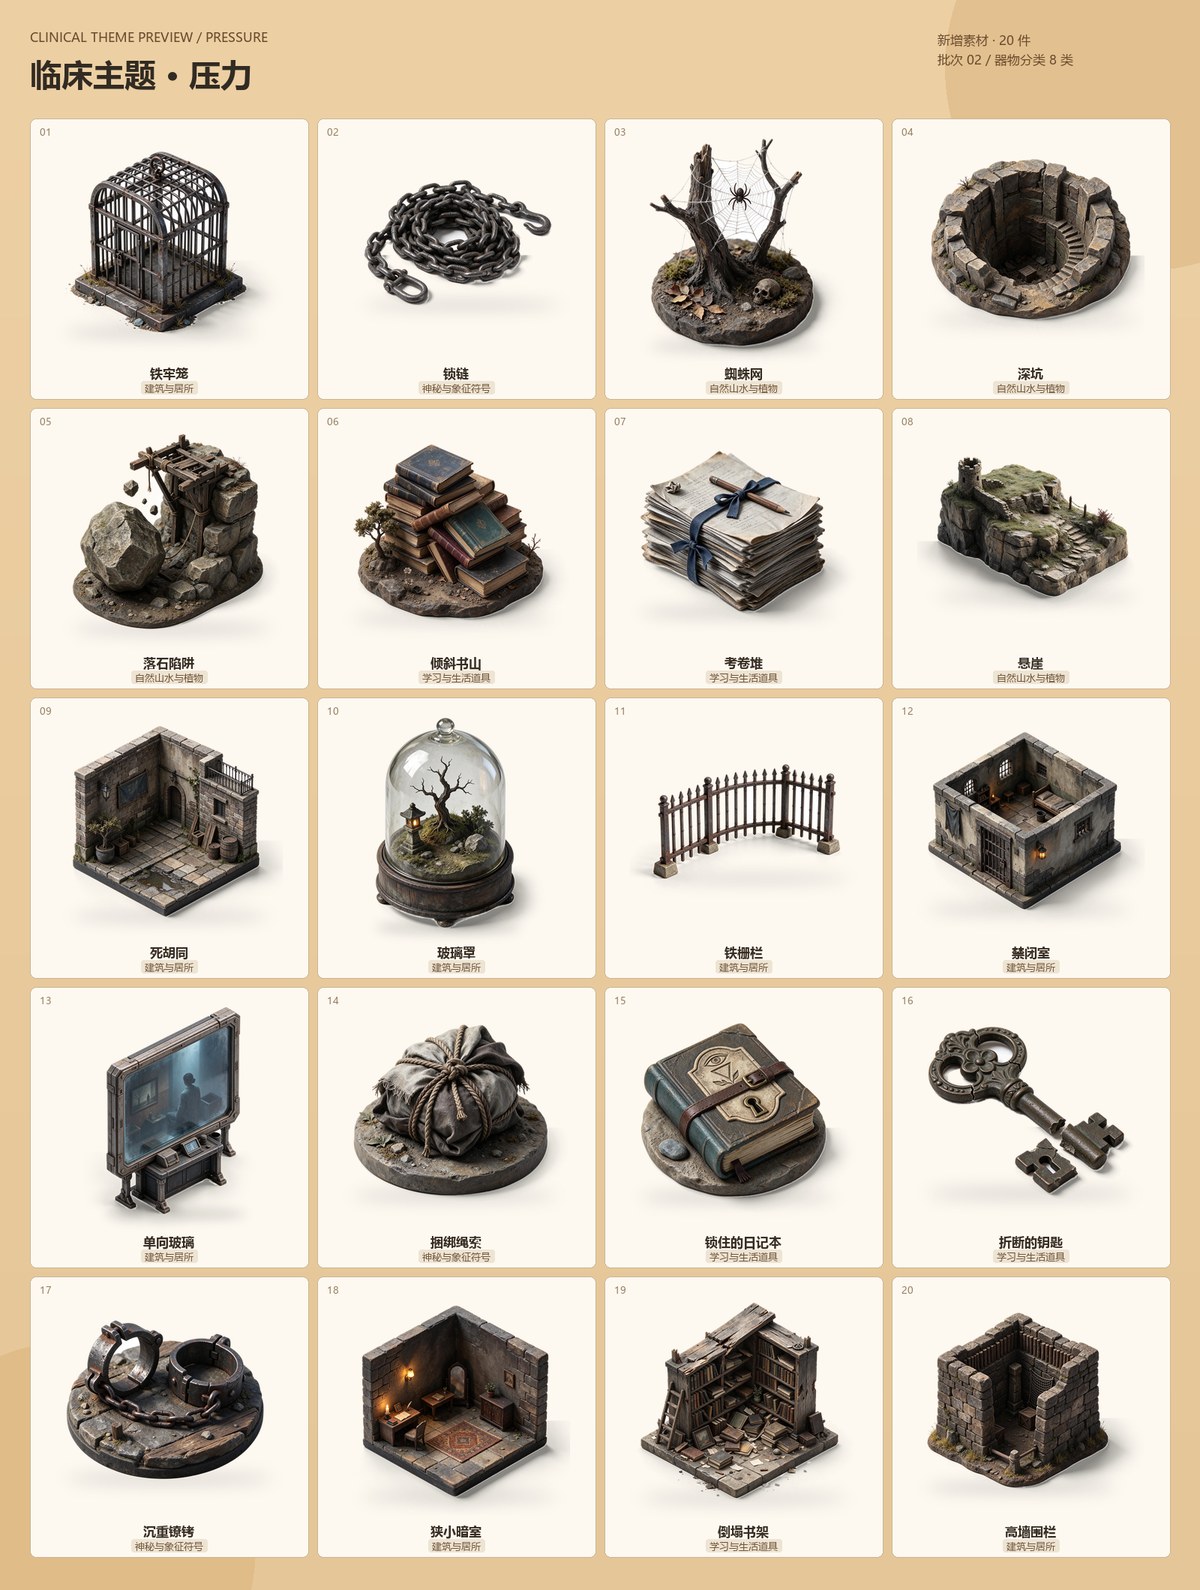 CLINICAL THEME PREVIEW / PRESSURE
临床主题 · 压力
新增素材 · 20 件
批次 02 / 器物分类 8 类
01
铁牢笼
建筑与居所
02
锁链
神秘与象征符号
03
蜘蛛网
自然山水与植物
04
深坑
自然山水与植物
05
落石陷阱
自然山水与植物
06
倾斜书山
学习与生活道具
07
考卷堆
学习与生活道具
08
悬崖
自然山水与植物
09
死胡同
建筑与居所
10
玻璃罩
建筑与居所
11
铁栅栏
建筑与居所
12
禁闭室
建筑与居所
13
单向玻璃
建筑与居所
14
捆绑绳索
神秘与象征符号
15
锁住的日记本
学习与生活道具
16
折断的钥匙
学习与生活道具
17
沉重镣铐
神秘与象征符号
18
狭小暗室
建筑与居所
19
倒塌书架
学习与生活道具
20
高墙围栏
建筑与居所